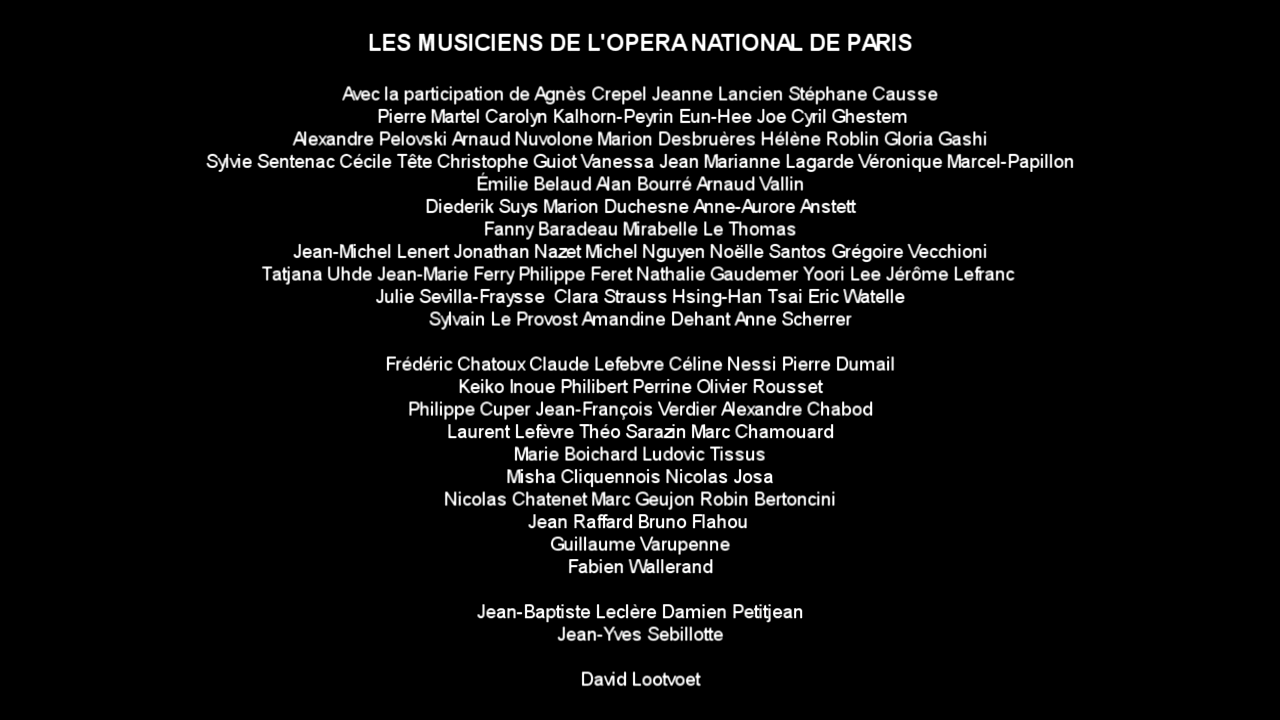 LES MUSICIENS DE L'OPERA NATIONAL DE PARIS
Avec la participation de Agnès Crepel Jeanne Lancien Stéphane Causse
Pierre Martel Carolyn Kalhorn-Peyrin Eun-Hee Joe Cyril Ghestem
Alexandre Pelovski Arnaud Nuvolone Marion Desbruères Hélène Roblin Gloria Gashi
Sylvie Sentenac Cécile Tête Christophe Guiot Vanessa Jean Marianne Lagarde Véronique Marcel-Papillon
Émilie Belaud Alan Bourré Arnaud Vallin
Diederik Suys Marion Duchesne Anne-Aurore Anstett
Fanny Baradeau Mirabelle Le Thomas
Jean-Michel Lenert Jonathan Nazet Michel Nguyen Noëlle Santos Grégoire Vecchioni
Tatjana Uhde Jean-Marie Ferry Philippe Feret Nathalie Gaudemer Yoori Lee Jérôme Lefranc
Julie Sevilla-Fraysse  Clara Strauss Hsing-Han Tsai Eric Watelle
Sylvain Le Provost Amandine Dehant Anne Scherrer
Frédéric Chatoux Claude Lefebvre Céline Nessi Pierre Dumail
Keiko Inoue Philibert Perrine Olivier Rousset
Philippe Cuper Jean-François Verdier Alexandre Chabod
Laurent Lefèvre Théo Sarazin Marc Chamouard
Marie Boichard Ludovic Tissus
Misha Cliquennois Nicolas Josa
Nicolas Chatenet Marc Geujon Robin Bertoncini
Jean Raffard Bruno Flahou
Guillaume Varupenne
Fabien Wallerand
Jean-Baptiste Leclère Damien Petitjean
Jean-Yves Sebillotte
David Lootvoet